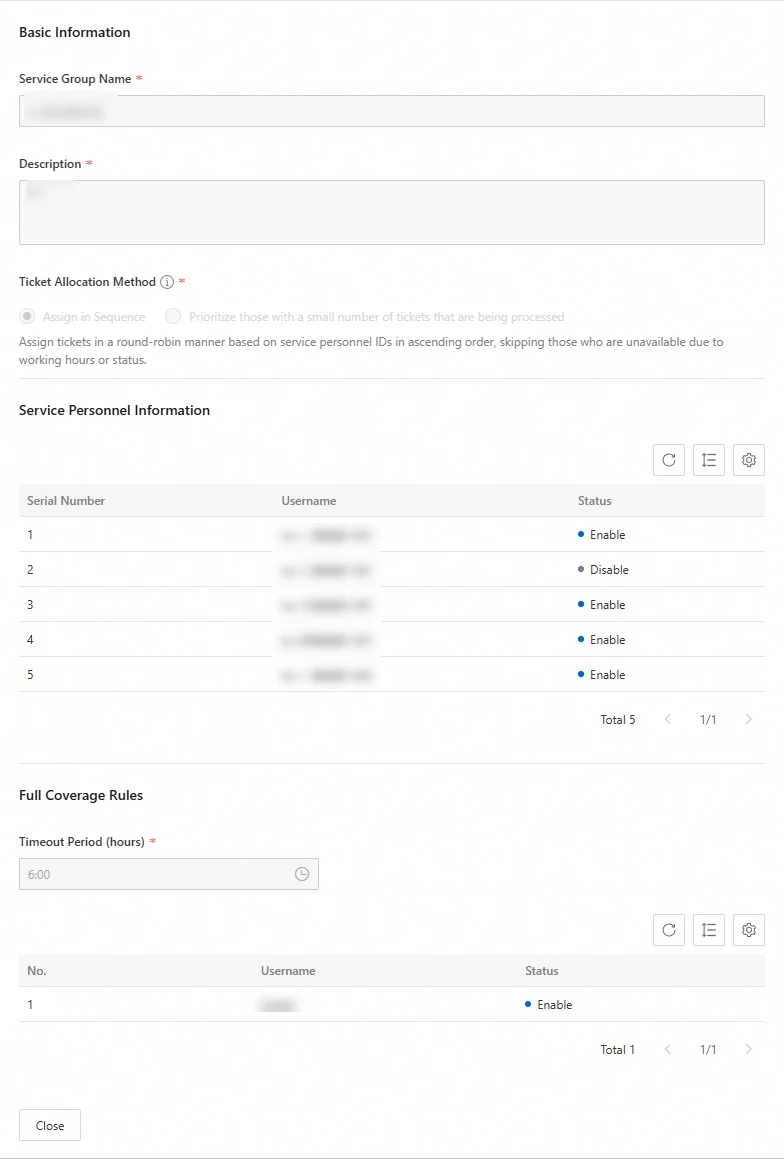 Basic Information
Service Group Name *
Description *
Ticket Allocation Method *
Assign in Sequence Prioritize those with a small number of tickets that are being processed
Assign tickets in a round-robin manner based on service personnel IDs in ascending order, skipping those who are unavailable due to
working hours or status.
Service Personnel Information
Serial Number Username Status
1 Enable
2 Disable
3 Enable
4 Enable
5 Enable
Total 5 1/1
Full Coverage Rules
Timeout Period (hours) *
6:00
No. Username Status
1 Enable
Total 1 1/1
Close